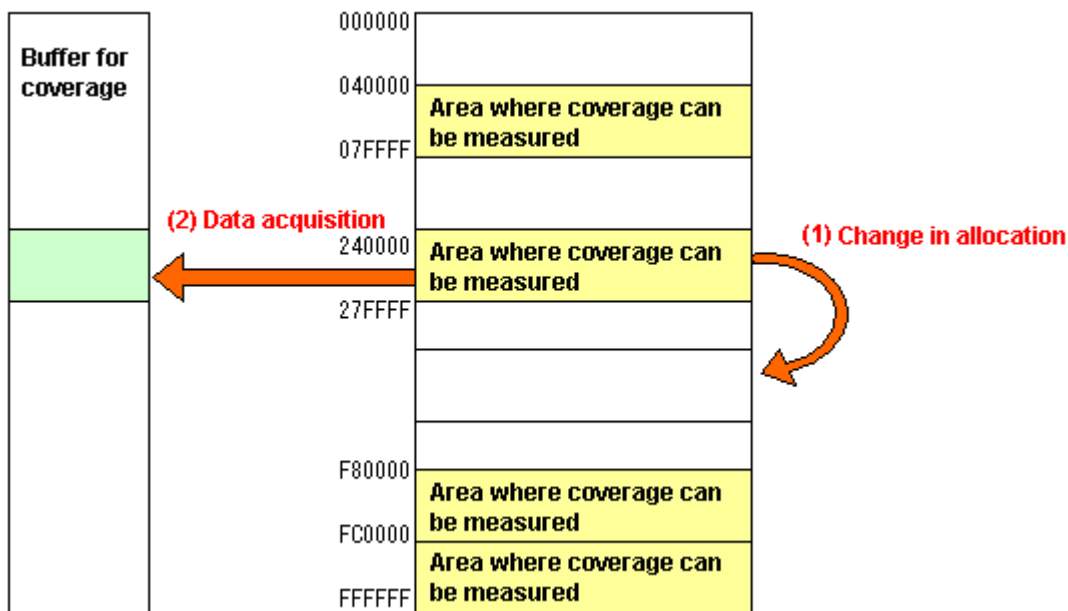 Buffer for
coverage
000000
040000
Area where coverage can
be measured
07FFFF
(2) Data acquisition
240000
Area where coverage can
be measured
(1) Change in allocation
27FFFF
F80000
Area where coverage can
be measured
FC0000
Area where coverage can
be measured
FFFFFF